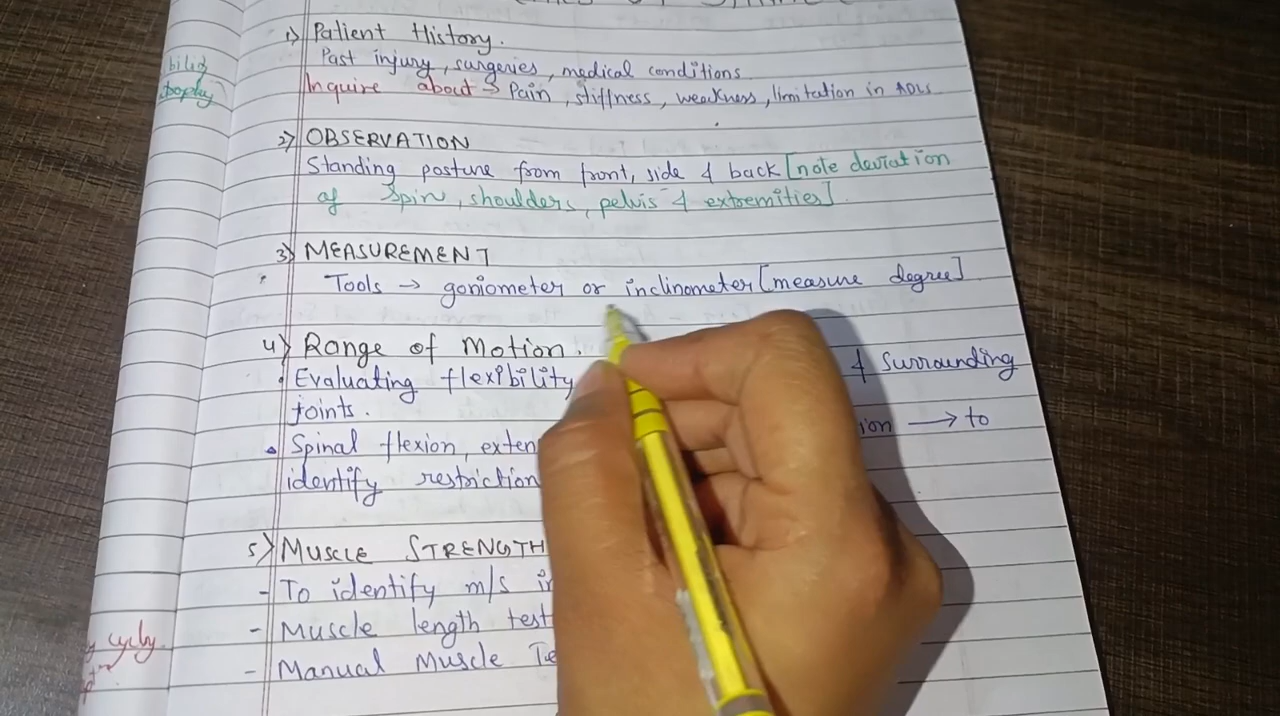 1) Patient History.
Past injury, surgeries, medical conditions
Inquire about → Pain, stiffness, weakness, limitation in ADLs
2) OBSERVATION
Standing posture from front, side & back [note deviation
of Spin, shoulders, pelvis & extremities].
3) MEASUREMENT
Tools → goniometer or inclinometer [measure degree]
4) Range of Motion.
• Evaluating flexibility & surrounding
joints.
• Spinal flexion, → to
identify restriction
5) MUSCLE STRENGTH
- To identify m/s
- Muscle length test
- Manual Muscle